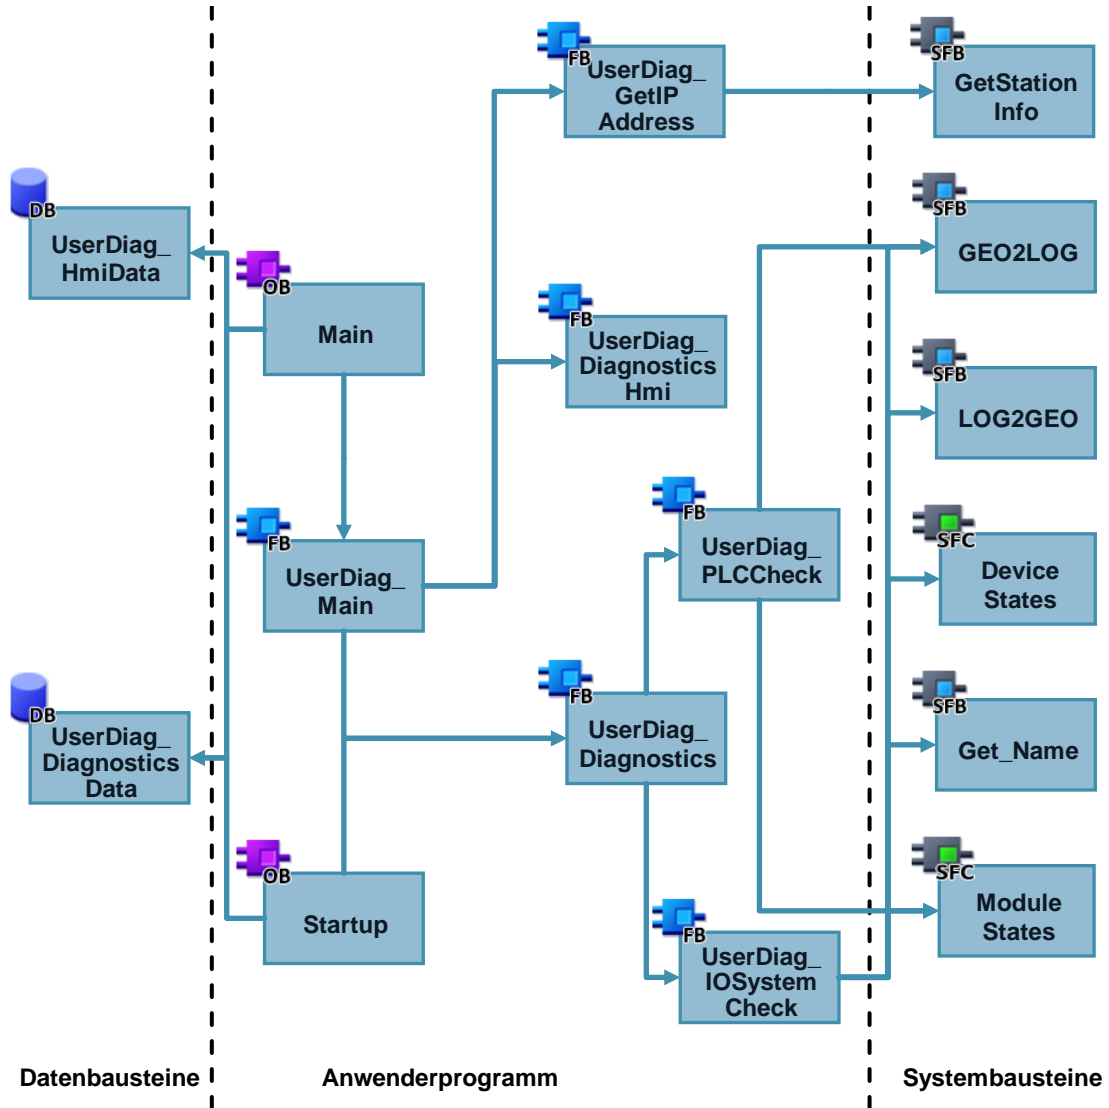 FB
UserDiag_
GetIP
Address
SFB
GetStation
Info
DB
UserDiag_
HmiData
OB
Main
FB
UserDiag_
Diagnostics
Hmi
SFB
GEO2LOG
SFB
LOG2GEO
FB
UserDiag_
Main
FB
UserDiag_
PLCCheck
SFC
Device
States
DB
UserDiag_
Diagnostics
Data
FB
UserDiag_
Diagnostics
SFB
Get_Name
OB
Startup
FB
UserDiag_
IOSystem
Check
SFC
Module
States
Datenbausteine
Anwenderprogramm
Systembausteine